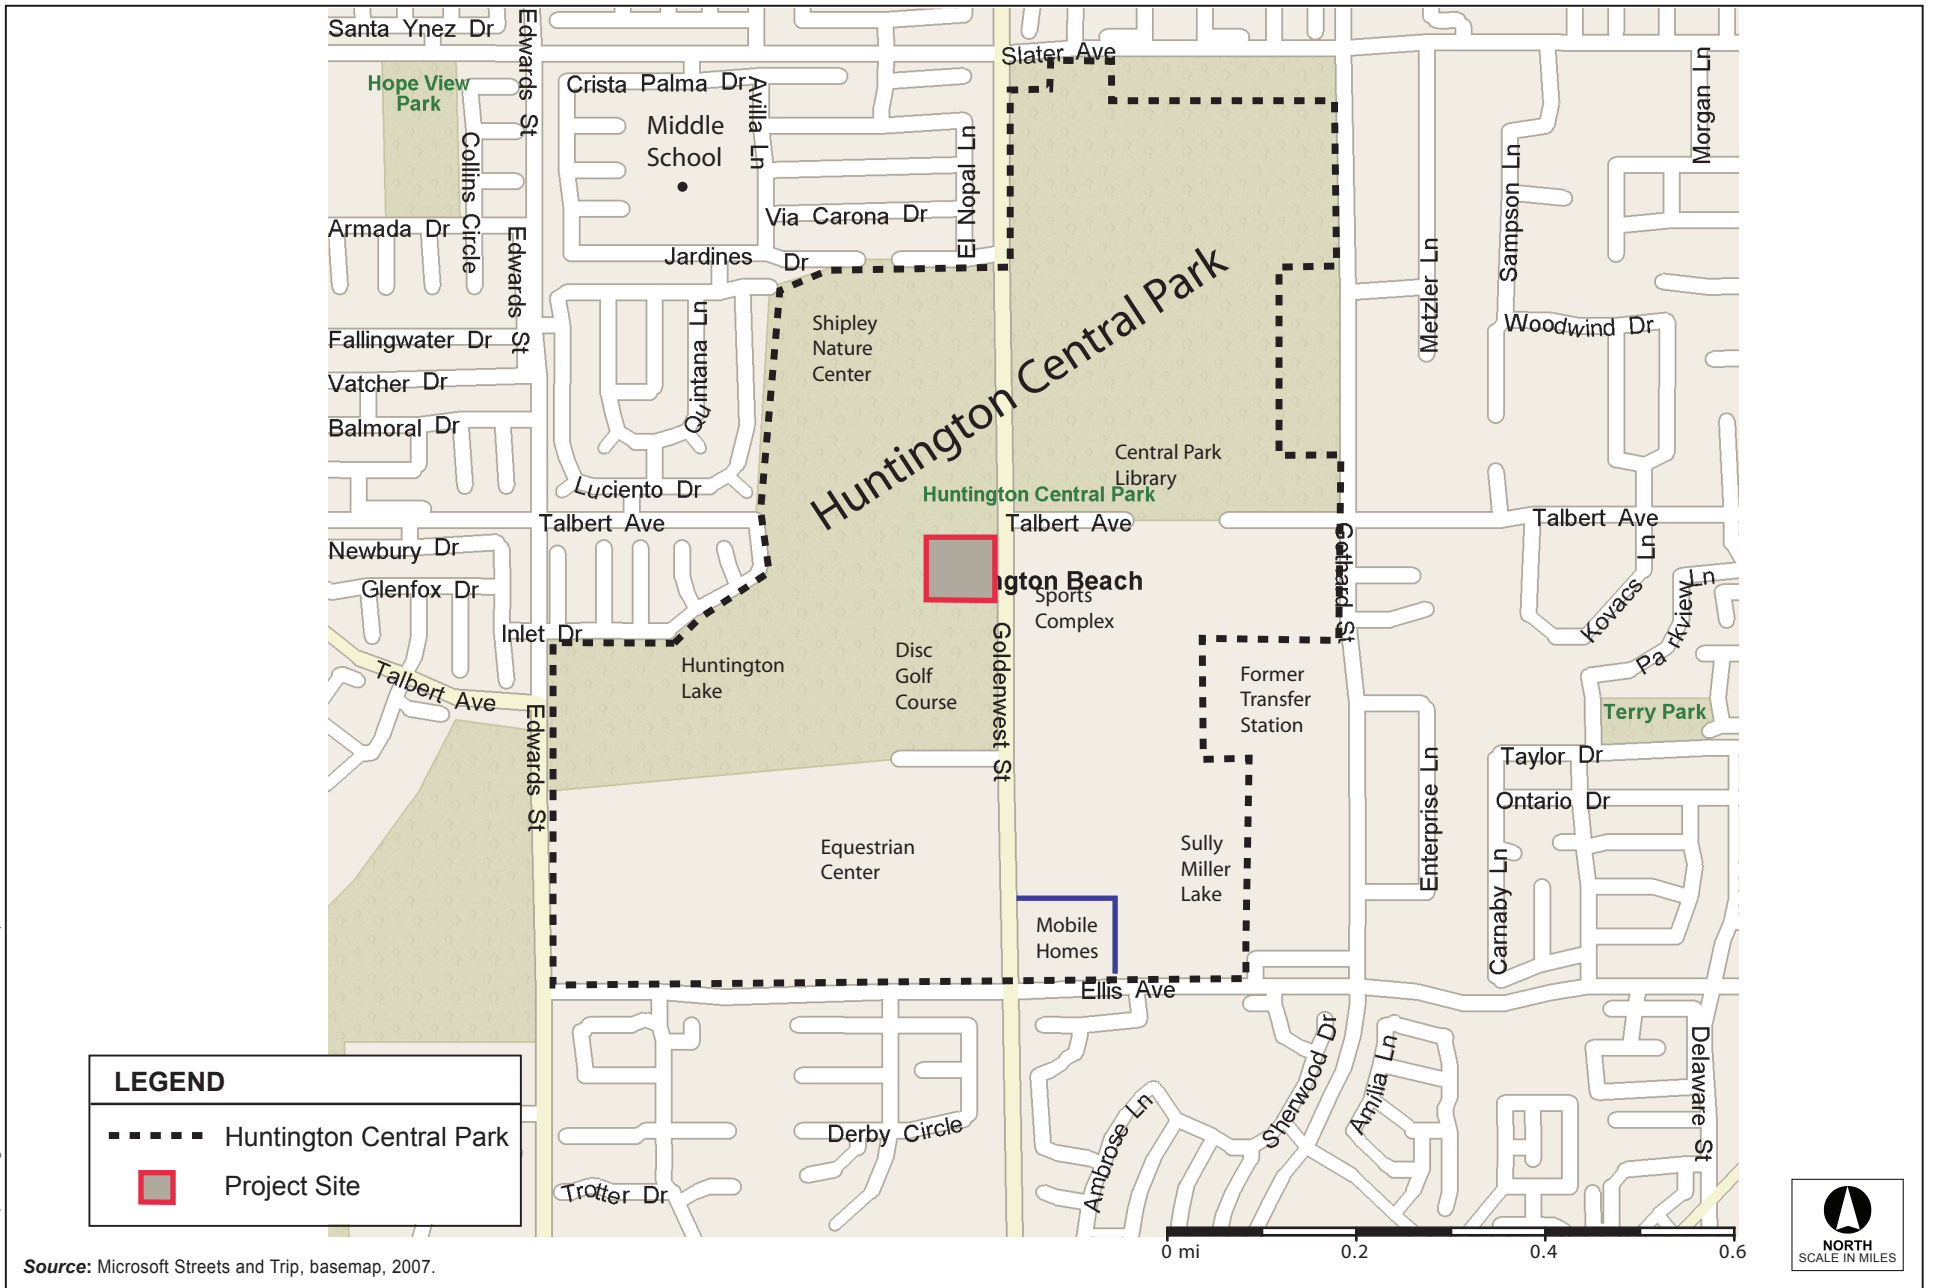 Santa Ynez Dr
Edwards St
Slater Ave
Hope View
Park
Crista Palma Dr
Avilla Ln
Middle
School
Morgan Ln
Collins Circle
El Nopal Ln
Sampson Ln
Armada Dr
Via Carona Dr
Edwards St
Jardines Dr
Metzler Ln
Huntington Central Park
Shipley
Nature
Center
Quintana Ln
Woodwind Dr
Fallingwater Dr
Vatcher Dr
Balmoral Dr
Central Park
Library
Luciento Dr
Huntington Central Park
Talbert Ave
Talbert Ave
Talbert Ave
Newbury Dr
Gothard St
Kovacs Ln
Parkview Ln
Glenfox Dr
ngton Beach
Sports
Complex
Inlet Dr
Goldenwest St
Talbert Ave
Huntington
Lake
Disc
Golf
Course
Former
Transfer
Station
Terry Park
Edwards St
Taylor Dr
Enterprise Ln
Ontario Dr
Equestrian
Center
Sully
Miller
Lake
Carnaby Ln
Mobile
Homes
Ellis Ave
Sherwood Dr
Amilia Ln
Delaware St
Ambrose Ln
Derby Circle
Trotter Dr
LEGEND
Huntington Central Park
Project Site
0 mi 0.2 0.4 0.6
NORTH
SCALE IN MILES
Source: Microsoft Streets and Trip, basemap, 2007.